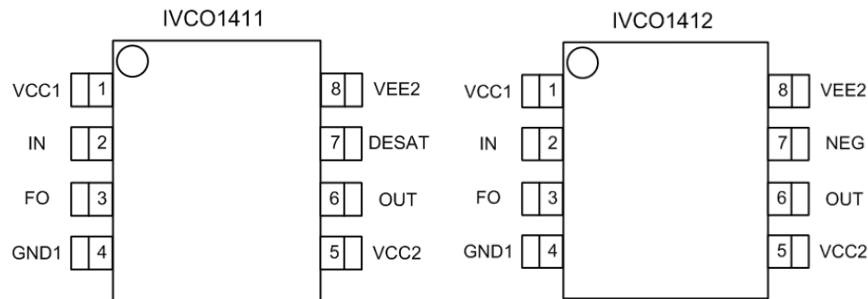 IVCO1411
VCC1 1 8 VEE2
IN 2 7 DESAT
FO 3 6 OUT
GND1 4 5 VCC2
IVCO1412
VCC1 1 8 VEE2
IN 2 7 NEG
FO 3 6 OUT
GND1 4 5 VCC2